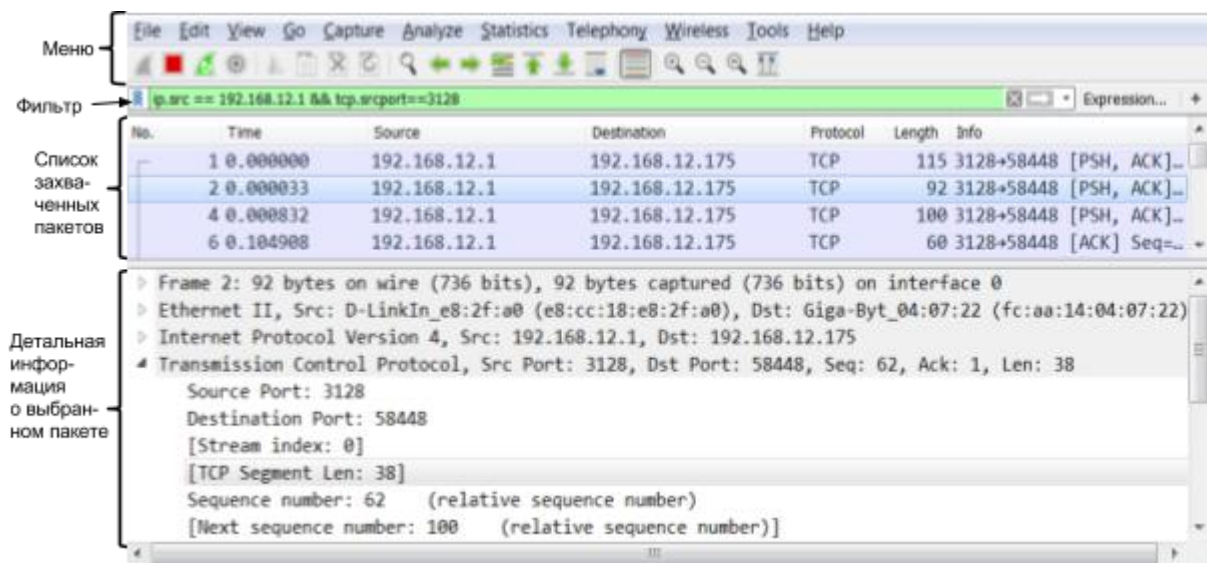 Меню
File Edit View Go Capture Analyze Statistics Telephony Wireless Tools Help
Фильтр
ip.src == 192.168.12.1 && tcp.srcport==3128
Expression... +
No. Time Source Destination Protocol Length Info
Список
захва-
ченных
пакетов
1 0.000000 192.168.12.1 192.168.12.175 TCP 115 3128→58448 [PSH, ACK]…
2 0.000033 192.168.12.1 192.168.12.175 TCP 92 3128→58448 [PSH, ACK]…
4 0.000832 192.168.12.1 192.168.12.175 TCP 100 3128→58448 [PSH, ACK]…
6 0.104908 192.168.12.1 192.168.12.175 TCP 60 3128→58448 [ACK] Seq=…
Детальная
инфор-
мация
о выбран-
ном пакете
Frame 2: 92 bytes on wire (736 bits), 92 bytes captured (736 bits) on interface 0
Ethernet II, Src: D-LinkIn_e8:2f:a0 (e8:cc:18:e8:2f:a0), Dst: Giga-Byt_04:07:22 (fc:aa:14:04:07:22)
Internet Protocol Version 4, Src: 192.168.12.1, Dst: 192.168.12.175
Transmission Control Protocol, Src Port: 3128, Dst Port: 58448, Seq: 62, Ack: 1, Len: 38
Source Port: 3128
Destination Port: 58448
[Stream index: 0]
[TCP Segment Len: 38]
Sequence number: 62 (relative sequence number)
[Next sequence number: 100 (relative sequence number)]